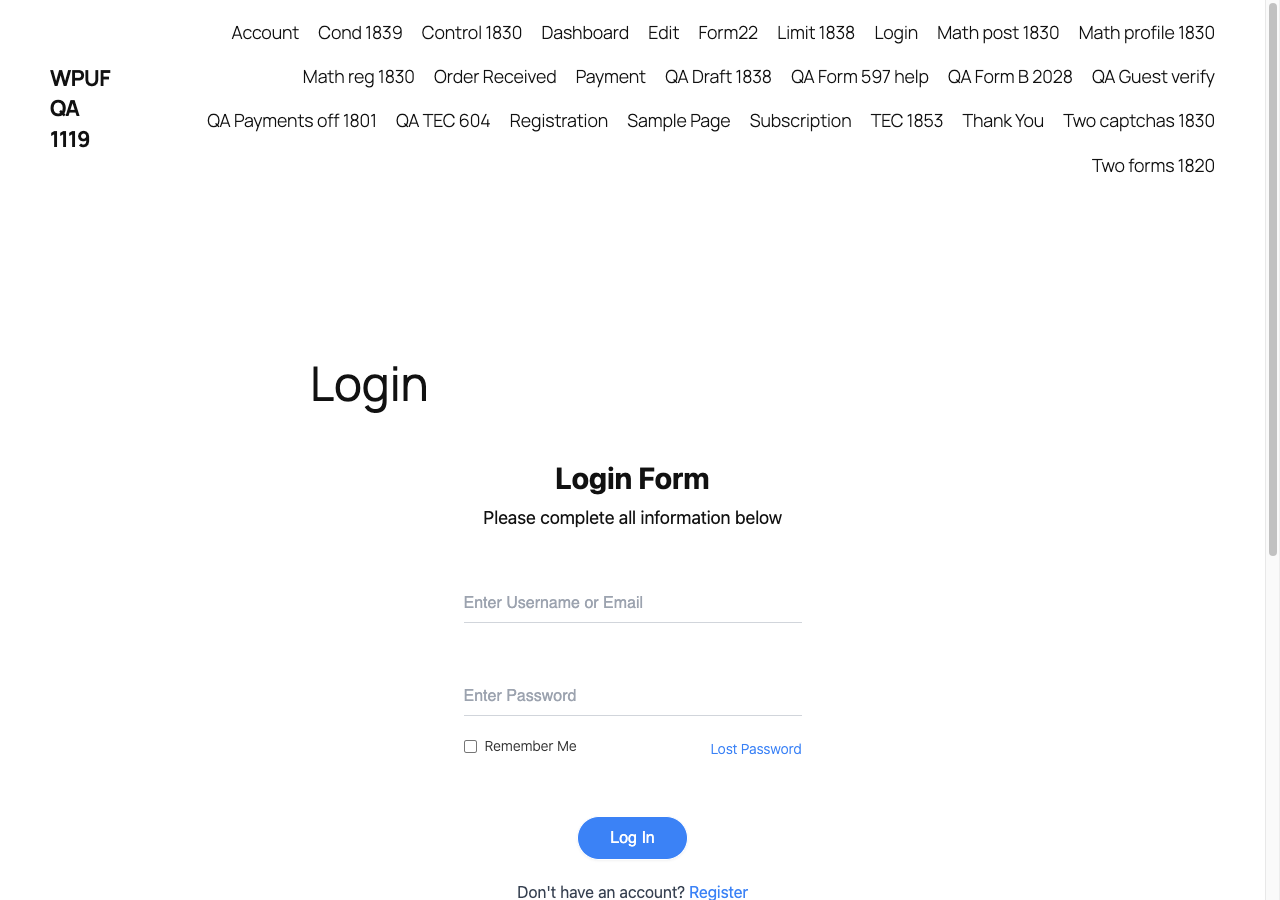 WPUF
QA
1119
Account Cond 1839 Control 1830 Dashboard Edit Form22 Limit 1838 Login Math post 1830 Math profile 1830
Math reg 1830 Order Received Payment QA Draft 1838 QA Form 597 help QA Form B 2028 QA Guest verify
QA Payments off 1801 QA TEC 604 Registration Sample Page Subscription TEC 1853 Thank You Two captchas 1830
Two forms 1820
Login
Login Form
Please complete all information below
Enter Username or Email
Enter Password
Remember Me Lost Password
Log In
Don't have an account? Register